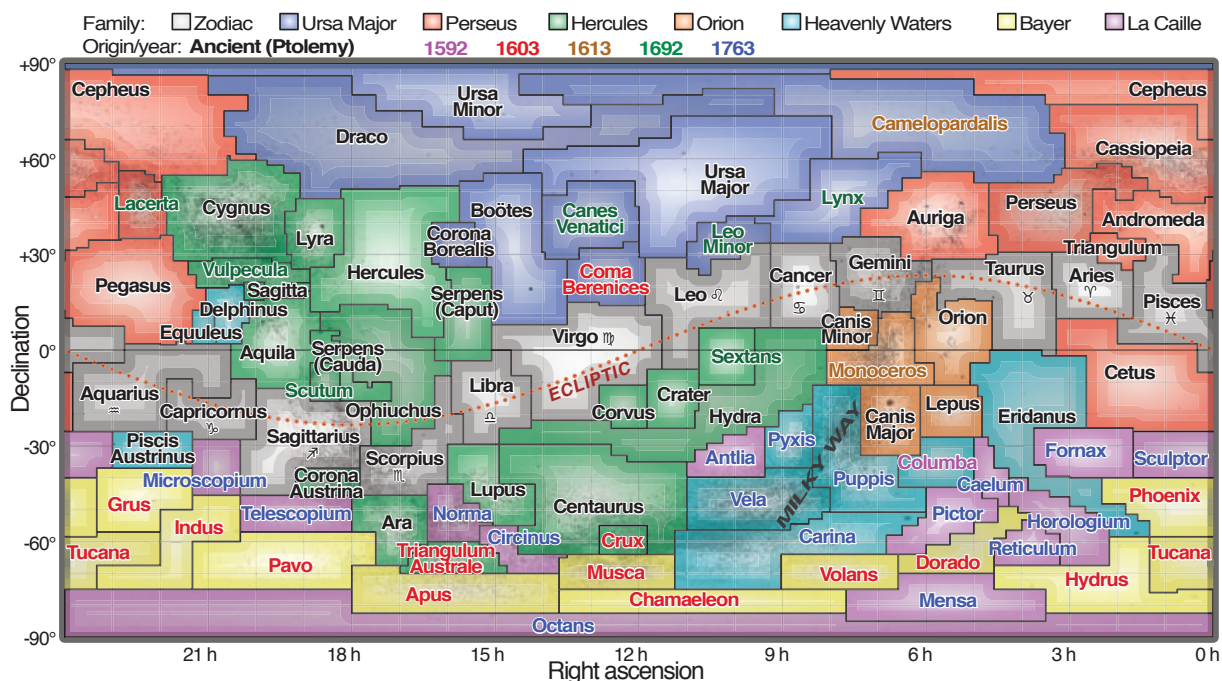 Family: Zodiac Ursa Major Perseus Hercules Orion Heavenly Waters Bayer La Caille
Origin/year: Ancient (Ptolemy) 1592 1603 1613 1692 1763
+90°
Cepheus
Ursa
Minor
Cepheus
Draco
Camelopardalis
+60°
Cassiopeia
Ursa
Major
Lacerta
Cygnus
Boötes
Canes
Venatici
Lynx
Perseus
Auriga
Andromeda
Lyra
Corona
Borealis
Leo
Minor
Triangulum
+30°
Vulpecula
Hercules
Coma
Berenices
Cancer
♋
Gemini
♊
Taurus
♉
Aries
♈
Pegasus
Sagitta
Serpens
(Caput)
Leo ♌
Pisces
♓
Delphinus
Equuleus
Virgo ♍
Canis
Minor
Orion
0°
Aquila
Serpens
(Cauda)
Sextans
Monoceros
Cetus
ECLIPTIC
Aquarius
♒
Capricornus
♑
Scutum
Ophiuchus
Libra
♎
Corvus
Crater
Hydra
Canis
Major
Lepus
Eridanus
-30°
Piscis
Austrinus
Sagittarius
♐
Scorpius
♏
Antlia
Pyxis
MILKY WAY
Puppis
Columba
Fornax
Sculptor
Microscopium
Corona
Austrina
Lupus
Centaurus
Vela
Caelum
Phoenix
Grus
Indus
Telescopium
Ara
Norma
Circinus
Crux
Carina
Pictor
Horologium
Reticulum
-60°
Tucana
Pavo
Triangulum
Australe
Musca
Volans
Dorado
Hydrus
Tucana
Apus
Chamaeleon
Mensa
Octans
-90°
Declination
21 h 18 h 15 h 12 h 9 h 6 h 3 h 0 h
Right ascension